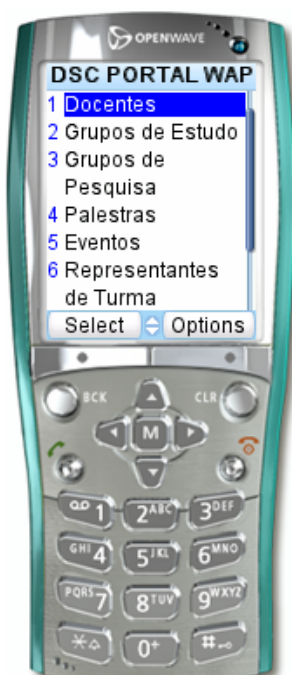 OPENWAVE
DSC PORTAL WAP
1 Docentes
2 Grupos de Estudo
3 Grupos de
Pesquisa
4 Palestras
5 Eventos
6 Representantes
de Turma
Select Options
BCK CLR
M
1 2ABC 3DEF
GHI4 5JKL 6MNO
PQRS7 8TUV 9WXYZ
* 0+ #